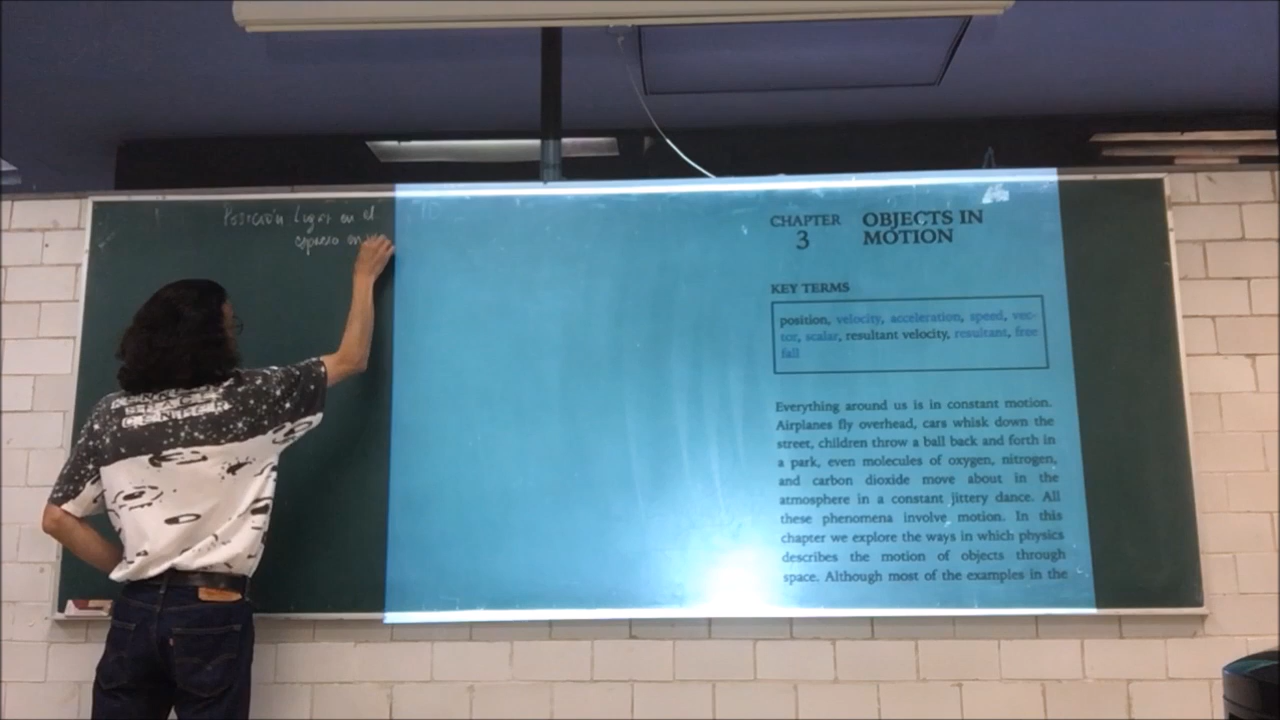 Posición Lugar en el
espacio en
CHAPTER
3
OBJECTS IN
MOTION
KEY TERMS
position, velocity, acceleration, speed, vec-
tor, scalar, resultant velocity, resultant, free
fall
Everything around us is in constant motion.
Airplanes fly overhead, cars whisk down the
street, children throw a ball back and forth in
a park, even molecules of oxygen, nitrogen,
and carbon dioxide move about in the
atmosphere in a constant jittery dance. All
these phenomena involve motion. In this
chapter we explore the ways in which physics
describes the motion of objects through
space. Although most of the examples in the
SPACE
CENTER